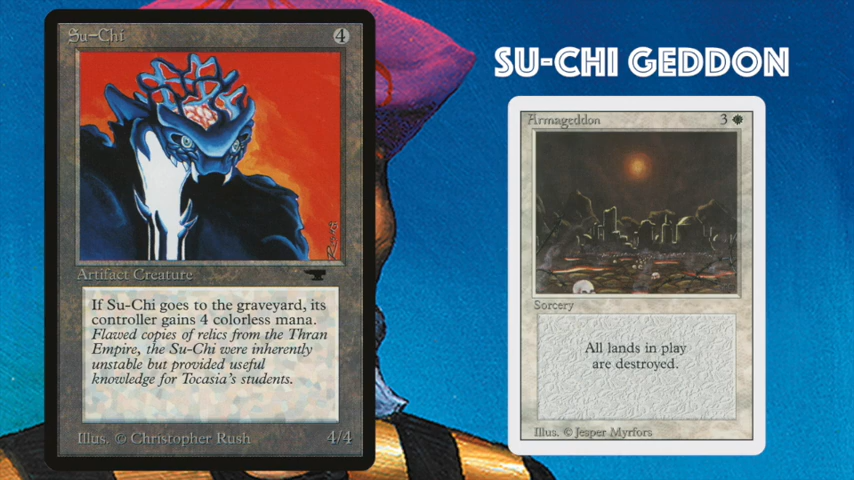 Su-Chi 4
SU-CHI GEDDON
Armageddon 3
Artifact Creature
If Su-Chi goes to the graveyard, its
controller gains 4 colorless mana.
Flawed copies of relics from the Thran
Empire, the Su-Chi were inherently
unstable but provided useful
knowledge for Tocasia's students.
Illus. © Christopher Rush 4/4
Sorcery
All lands in play
are destroyed.
Illus. © Jesper Myrfors